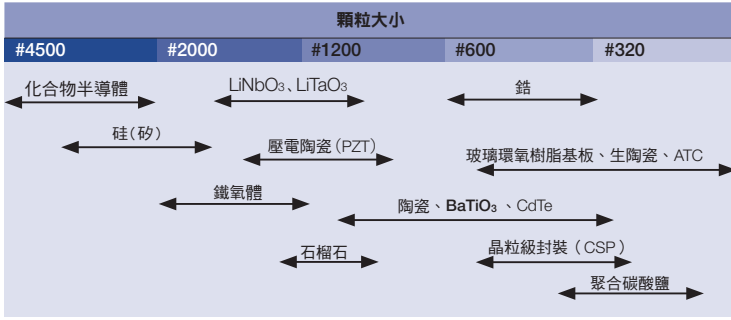 顆粒大小
#4500 #2000 #1200 #600 #320
化合物半導體 LiNbO₃、LiTaO₃ 鋯
硅(矽) 壓電陶瓷(PZT) 玻璃環氧樹脂基板、生陶瓷、ATC
鐵氧體 陶瓷、BaTiO₃、CdTe
石榴石 晶粒級封裝(CSP)
聚合碳酸鹽